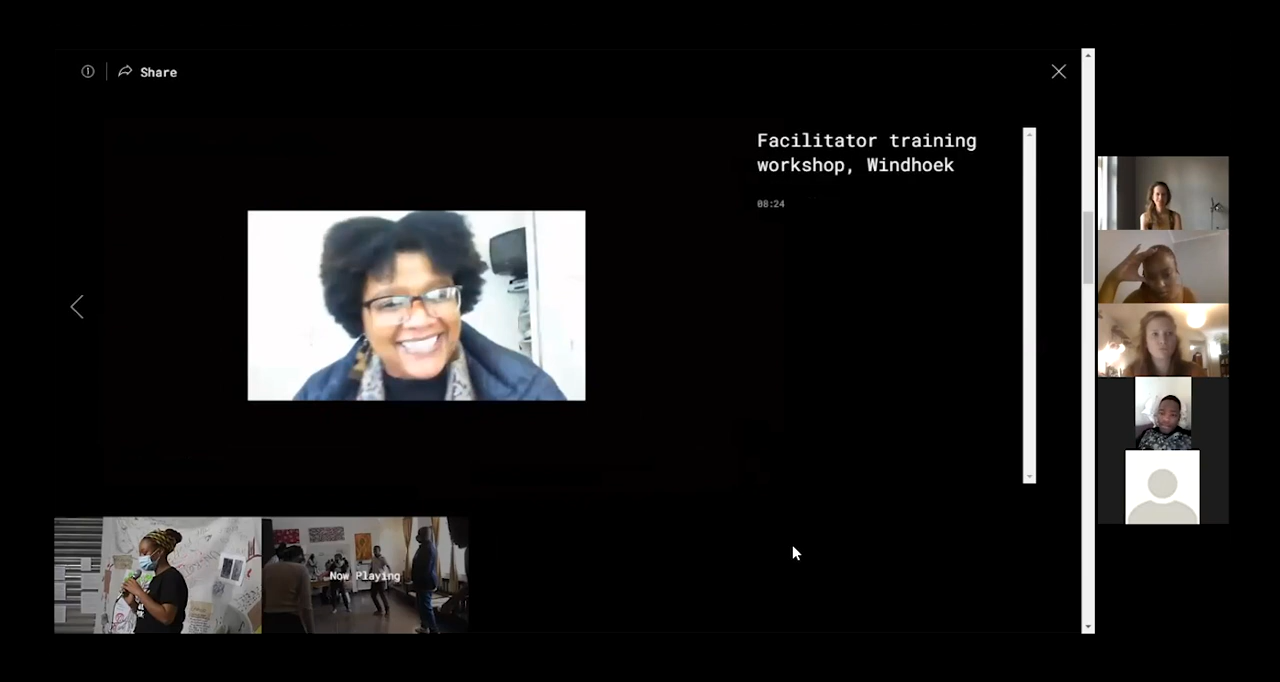 Share
Facilitator training
workshop, Windhoek
08:24
Now Playing